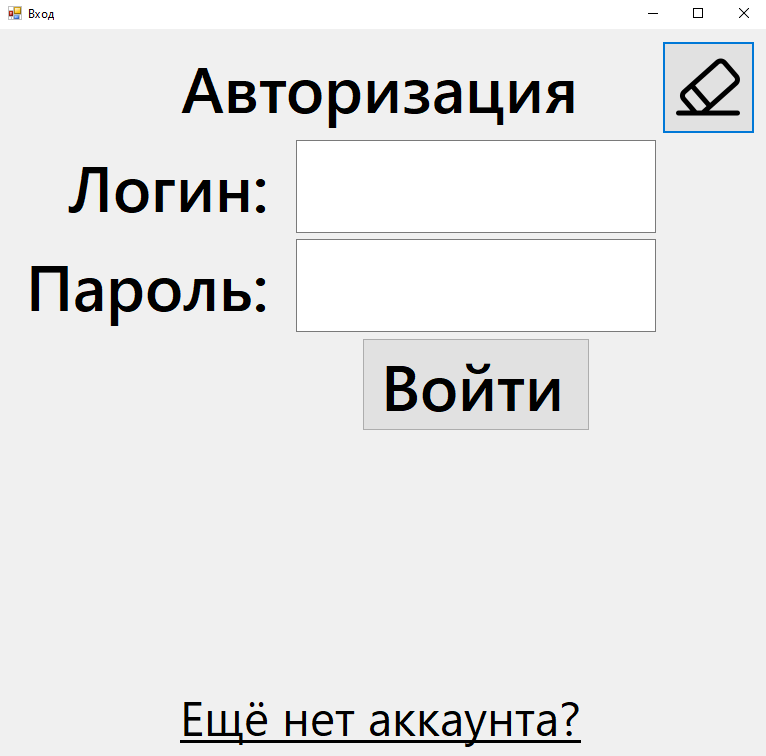 Вход
Авторизация
Логин:
Пароль:
Войти
Ещё нет аккаунта?